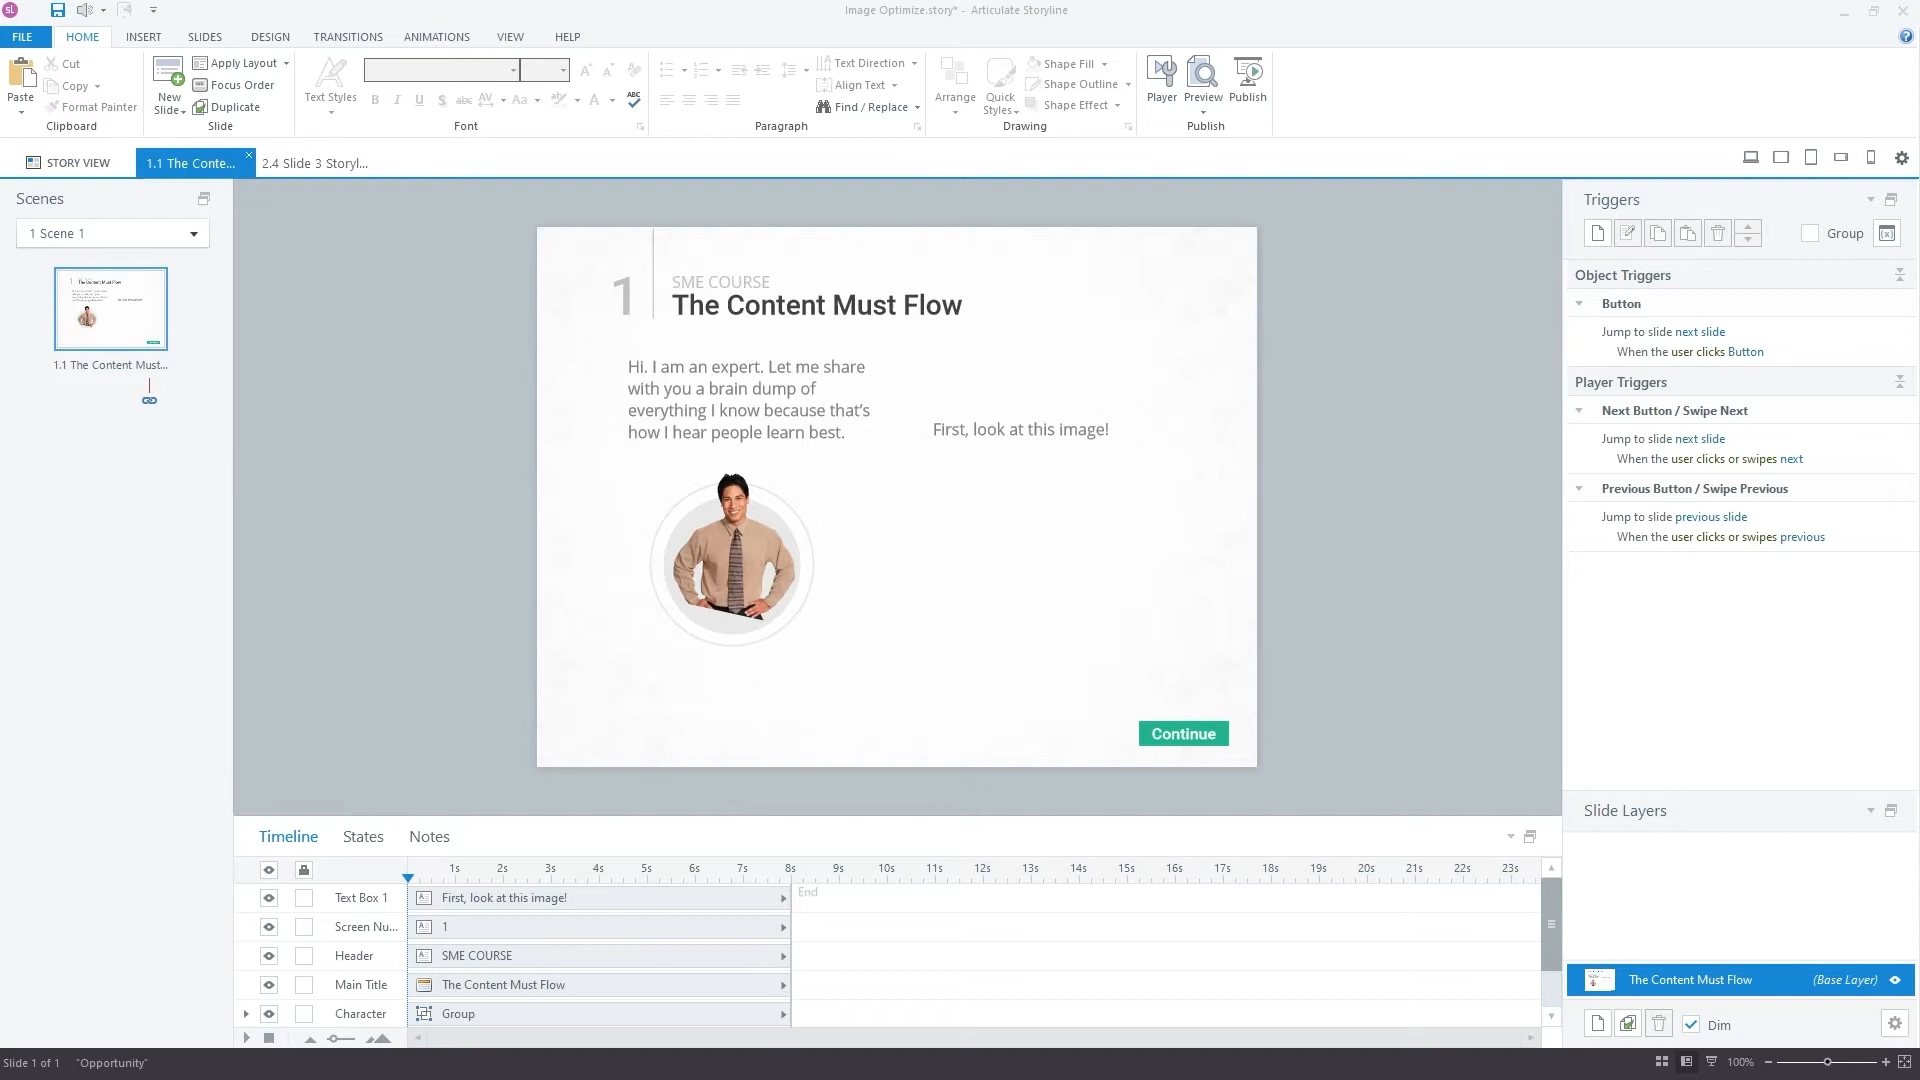 Image Optimize.story* - Articulate Storyline
FILE HOME INSERT SLIDES DESIGN TRANSITIONS ANIMATIONS VIEW HELP
Paste
Cut
Copy
Format Painter
Clipboard
New Slide
Apply Layout
Focus Order
Duplicate
Slide
Text Styles
B I U S abc AV Aa A ABC
Font
Text Direction
Align Text
Find / Replace
Paragraph
Arrange
Quick Styles
Shape Fill
Shape Outline
Shape Effect
Drawing
Player
Preview
Publish
Publish
STORY VIEW
1.1 The Conte...
2.4 Slide 3 Storyl...
Scenes
1 Scene 1
1.1 The Content Must...
1
SME COURSE
The Content Must Flow
Hi. I am an expert. Let me share
with you a brain dump of
everything I know because that’s
how I hear people learn best.
First, look at this image!
Continue
Triggers
Group
Object Triggers
Button
Jump to slide next slide
When the user clicks Button
Player Triggers
Next Button / Swipe Next
Jump to slide next slide
When the user clicks or swipes next
Previous Button / Swipe Previous
Jump to slide previous slide
When the user clicks or swipes previous
Slide Layers
The Content Must Flow (Base Layer)
Dim
Timeline States Notes
1s 2s 3s 4s 5s 6s 7s 8s 9s 10s 11s 12s 13s 14s 15s 16s 17s 18s 19s 20s 21s 22s 23s
Text Box 1 First, look at this image! End
Screen Nu... 1
Header SME COURSE
Main Title The Content Must Flow
Character Group
Slide 1 of 1 "Opportunity" 100%